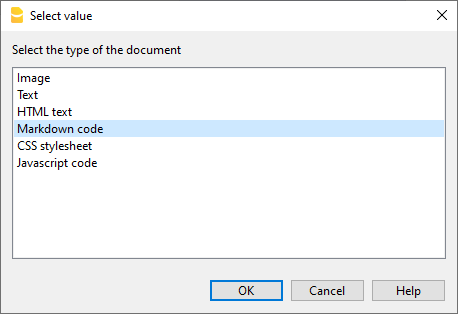 Select value
Select the type of the document
Image
Text
HTML text
Markdown code
CSS stylesheet
Javascript code
OK Cancel Help